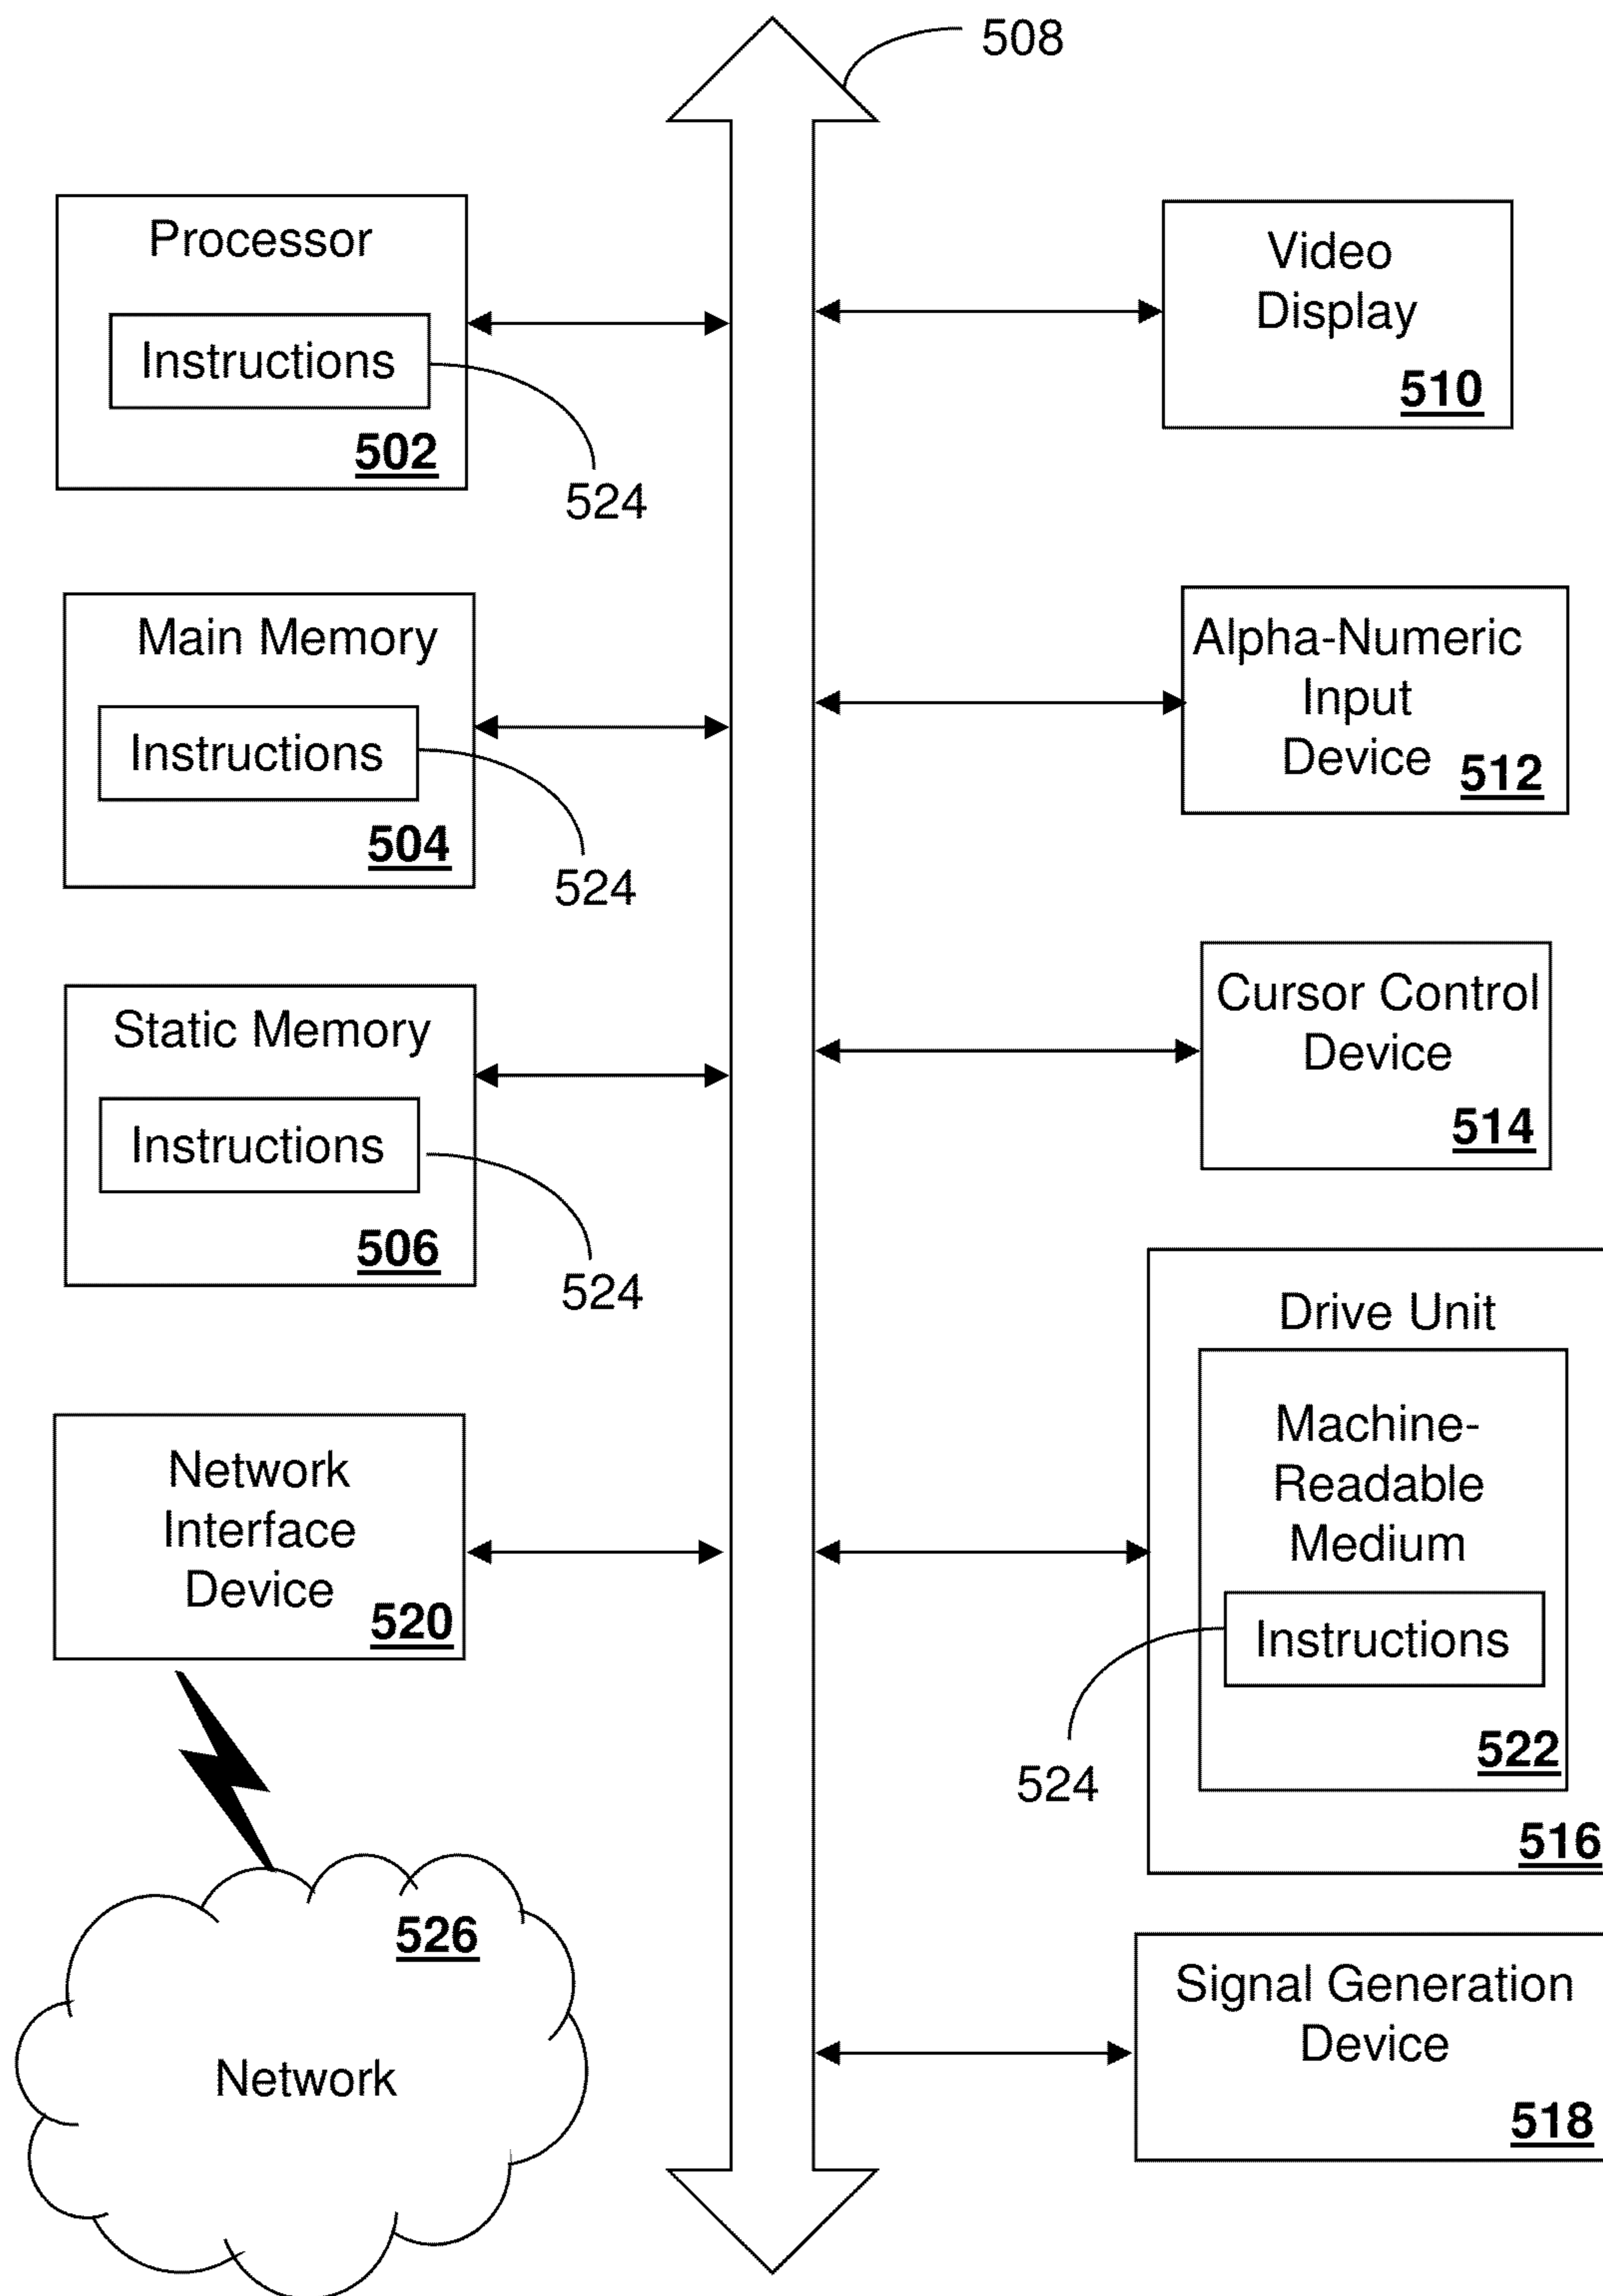 508
Processor
Instructions
502
524
Main Memory
Instructions
504
524
Static Memory
Instructions
506
524
Network
Interface
Device
520
526
Network
Video
Display
510
Alpha-Numeric
Input
Device
512
Cursor Control
Device
514
Drive Unit
Machine-
Readable
Medium
Instructions
522
524
516
Signal Generation
Device
518